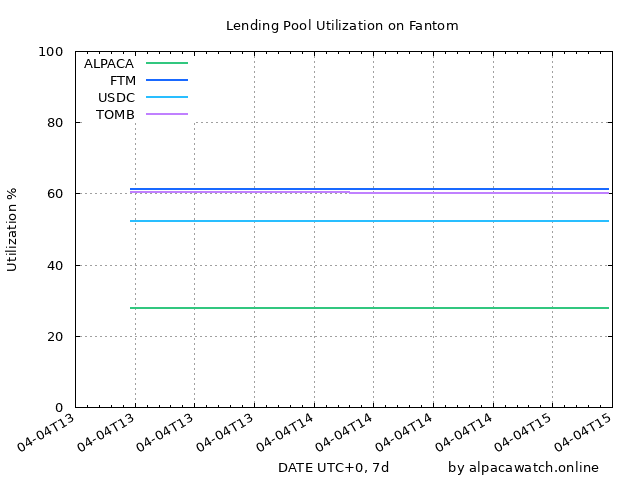 Lending Pool Utilization on Fantom
100
80
60
40
20
0
Utilization %
ALPACA
FTM
USDC
TOMB
04-04T13
04-04T13
04-04T13
04-04T13
04-04T14
04-04T14
04-04T14
04-04T14
04-04T15
04-04T15
DATE UTC+0, 7d
by alpacawatch.online